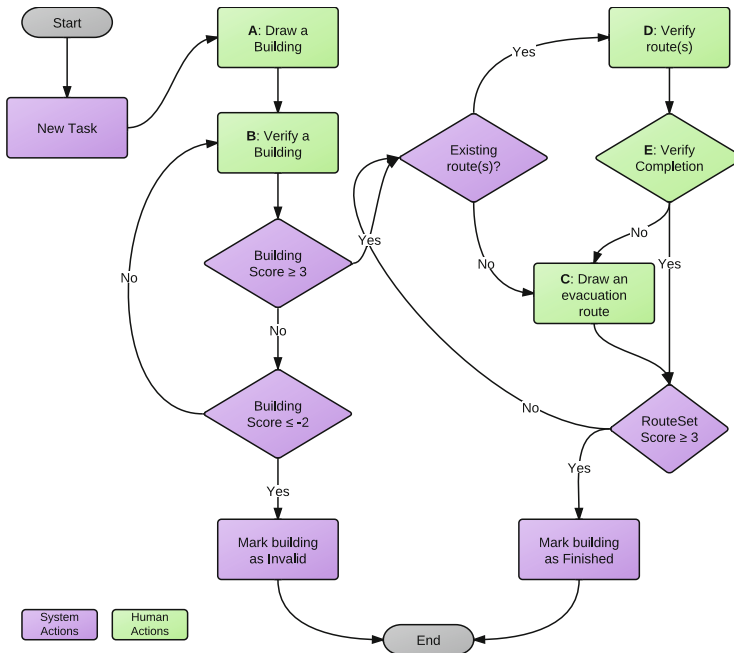 Start
New Task
A: Draw a
Building
B: Verify a
Building
Building
Score ≥ 3
No
No
Building
Score ≤ -2
Yes
Mark building
as Invalid
Yes
Existing
route(s)?
Yes
No
D: Verify
route(s)
E: Verify
Completion
No
Yes
C: Draw an
evacuation
route
RouteSet
Score ≥ 3
No
Yes
Mark building
as Finished
End
System
Actions
Human
Actions